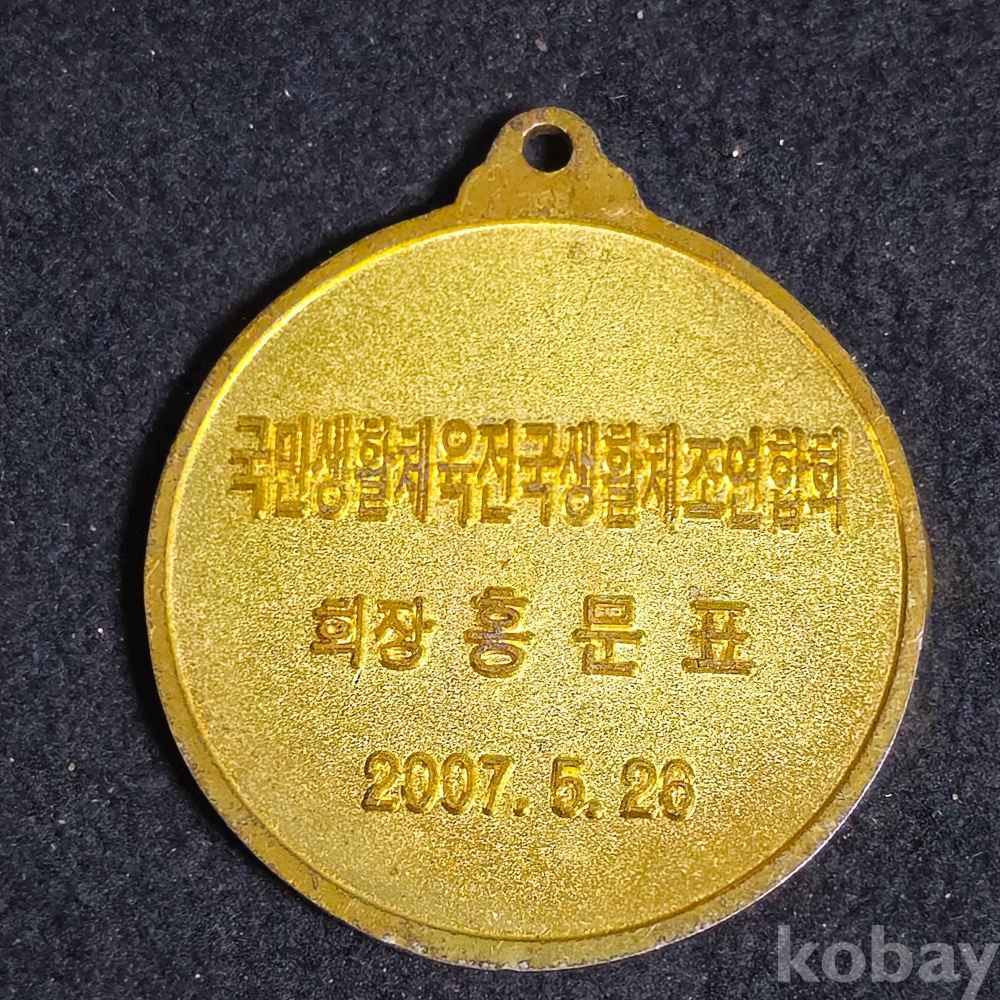 국민생활체육전국생활체조연합회
회장 홍 문 표
2007. 5. 26
kobay